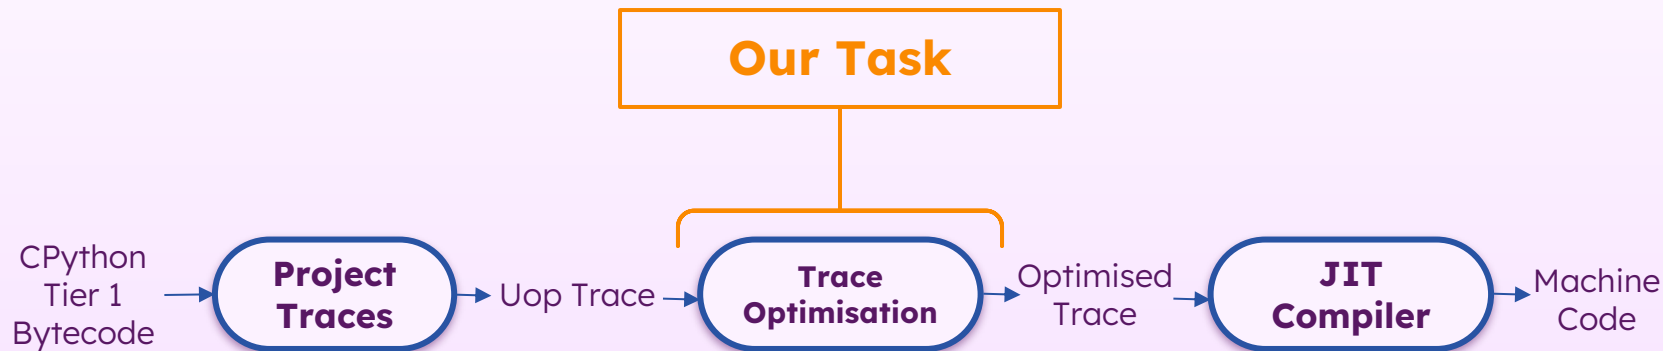 Our Task
CPython
Tier 1
Bytecode
Project
Traces
Uop Trace
Trace
Optimisation
Optimised
Trace
JIT
Compiler
Machine
Code